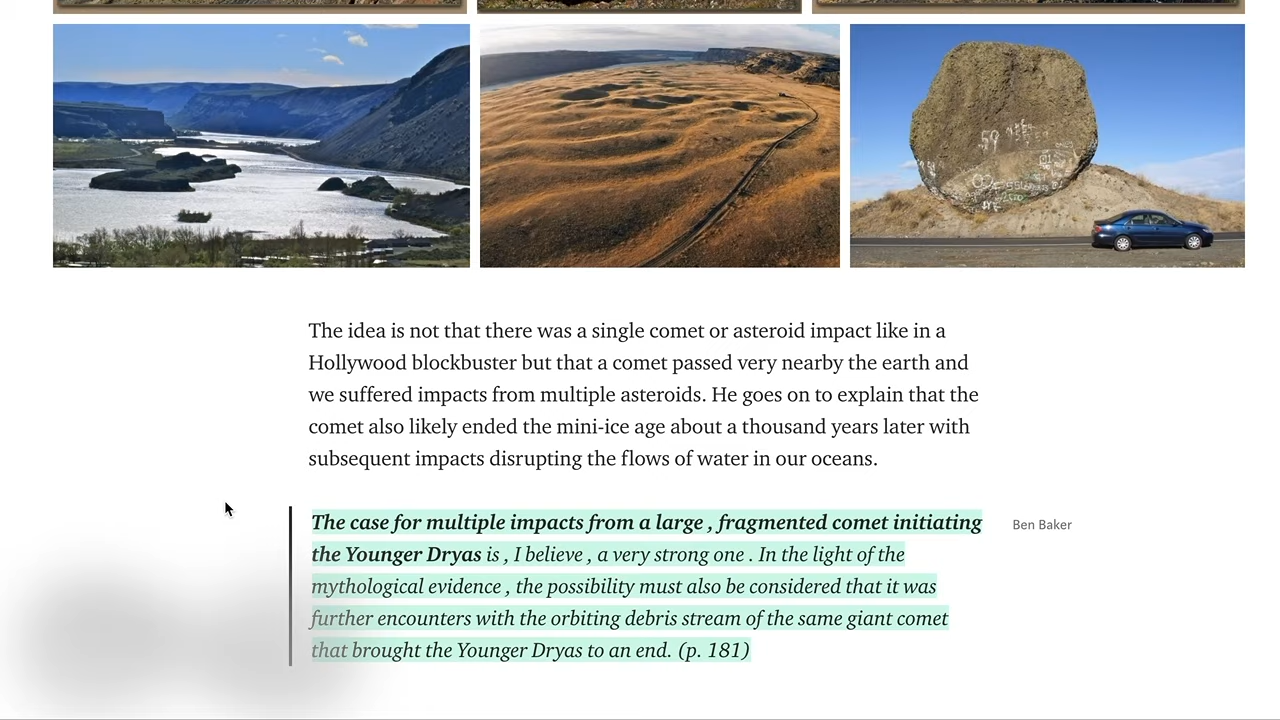 The idea is not that there was a single comet or asteroid impact like in a
Hollywood blockbuster but that a comet passed very nearby the earth and
we suffered impacts from multiple asteroids. He goes on to explain that the
comet also likely ended the mini-ice age about a thousand years later with
subsequent impacts disrupting the flows of water in our oceans.
The case for multiple impacts from a large , fragmented comet initiating
the Younger Dryas is , I believe , a very strong one . In the light of the
mythological evidence , the possibility must also be considered that it was
further encounters with the orbiting debris stream of the same giant comet
that brought the Younger Dryas to an end. (p. 181)
Ben Baker